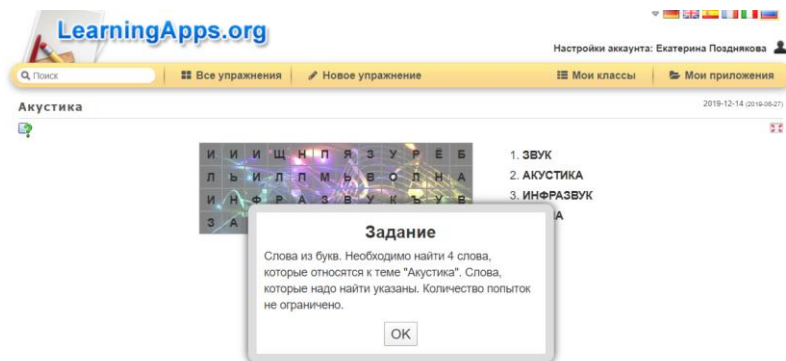 LearningApps.org
Настройки аккаунта: Екатерина Позднякова
Поиск
Все упражнения
Новое упражнение
Мои классы
Мои приложения
Акустика
2019-12-14 (2019-06-27)
И И И Щ Н П Я З У Р Ё Б
Л Ь И Л П М Ь В О Л Н А
И Н Ф Р А З В У К Ъ У В
З А
1. ЗВУК
2. АКУСТИКА
3. ИНФРАЗВУК
А
Задание
Слова из букв. Необходимо найти 4 слова,
которые относятся к теме "Акустика". Слова,
которые надо найти указаны. Количество попыток
не ограничено.
OK